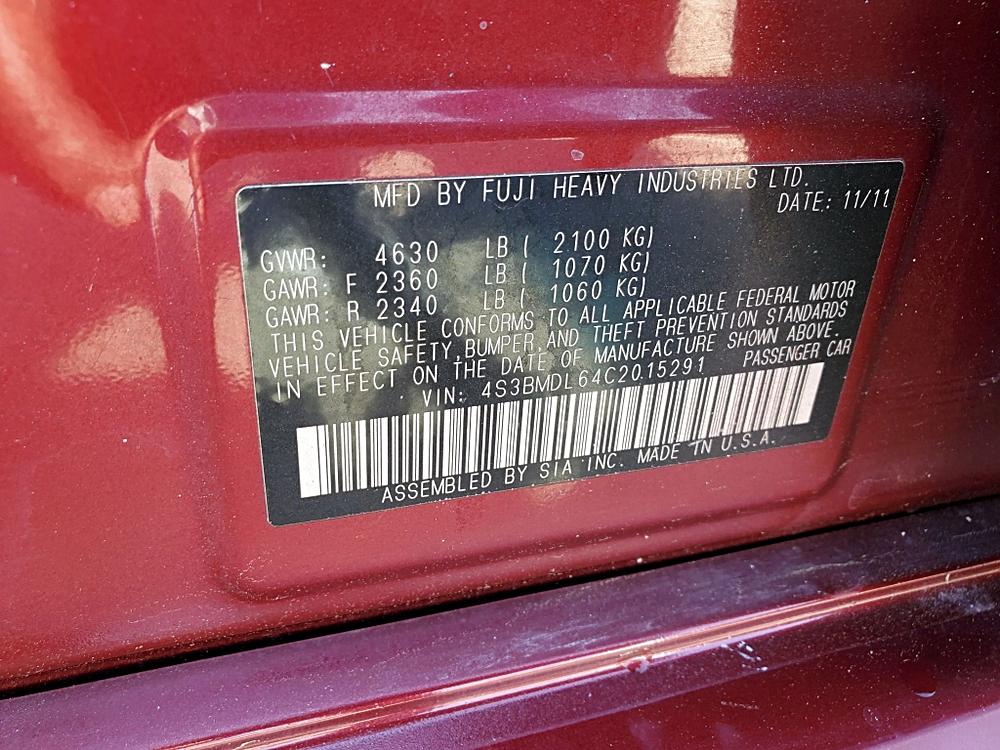 MFD BY FUJI HEAVY INDUSTRIES LTD.
DATE: 11/11
GVWR: 4630 LB ( 2100 KG)
GAWR: F 2360 LB ( 1070 KG)
GAWR: R 2340 LB ( 1060 KG)
THIS VEHICLE CONFORMS TO ALL APPLICABLE FEDERAL MOTOR
VEHICLE SAFETY, BUMPER, AND THEFT PREVENTION STANDARDS
IN EFFECT ON THE DATE OF MANUFACTURE SHOWN ABOVE.
VIN: 4S3BMDL64C2015291 PASSENGER CAR
ASSEMBLED BY SIA INC. MADE IN U.S.A.